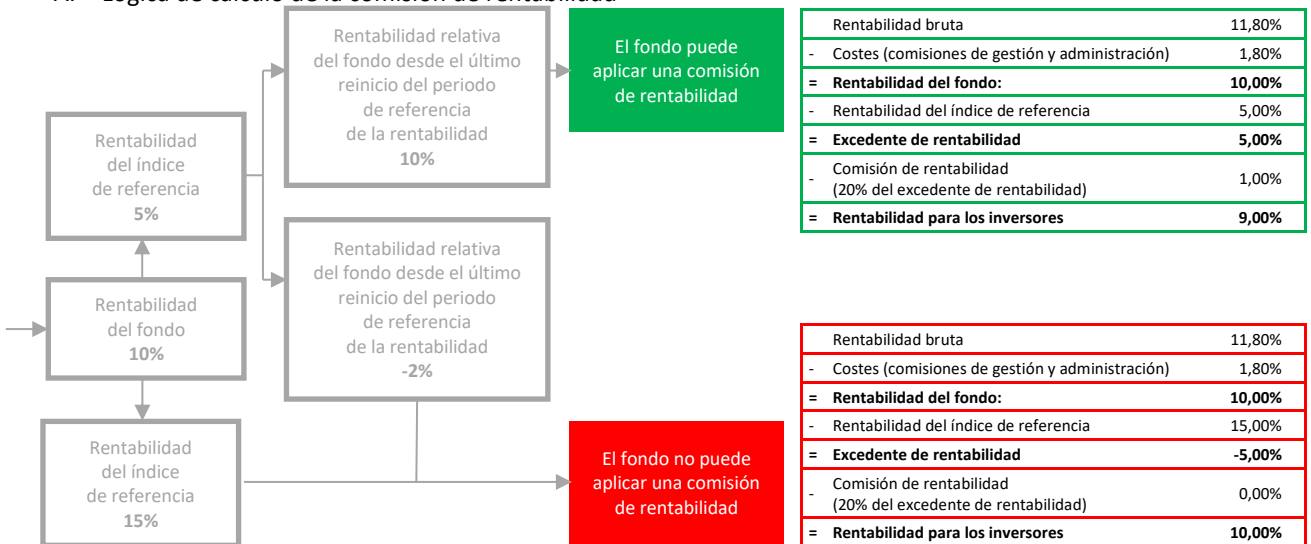 A. Lógica de cálculo de la comisión de rentabilidad
Rentabilidad
del fondo
10%
Rentabilidad
del índice
de referencia
5%
Rentabilidad
del índice
de referencia
15%
Rentabilidad relativa
del fondo desde el último
reinicio del periodo
de referencia
de la rentabilidad
10%
Rentabilidad relativa
del fondo desde el último
reinicio del periodo
de referencia
de la rentabilidad
-2%
El fondo puede
aplicar una comisión
de rentabilidad
El fondo no puede
aplicar una comisión
de rentabilidad
Rentabilidad bruta 11,80%
- Costes (comisiones de gestión y administración) 1,80%
= Rentabilidad del fondo: 10,00%
- Rentabilidad del índice de referencia 5,00%
= Excedente de rentabilidad 5,00%
- Comisión de rentabilidad
(20% del excedente de rentabilidad) 1,00%
= Rentabilidad para los inversores 9,00%
Rentabilidad bruta 11,80%
- Costes (comisiones de gestión y administración) 1,80%
= Rentabilidad del fondo: 10,00%
- Rentabilidad del índice de referencia 15,00%
= Excedente de rentabilidad -5,00%
- Comisión de rentabilidad
(20% del excedente de rentabilidad) 0,00%
= Rentabilidad para los inversores 10,00%